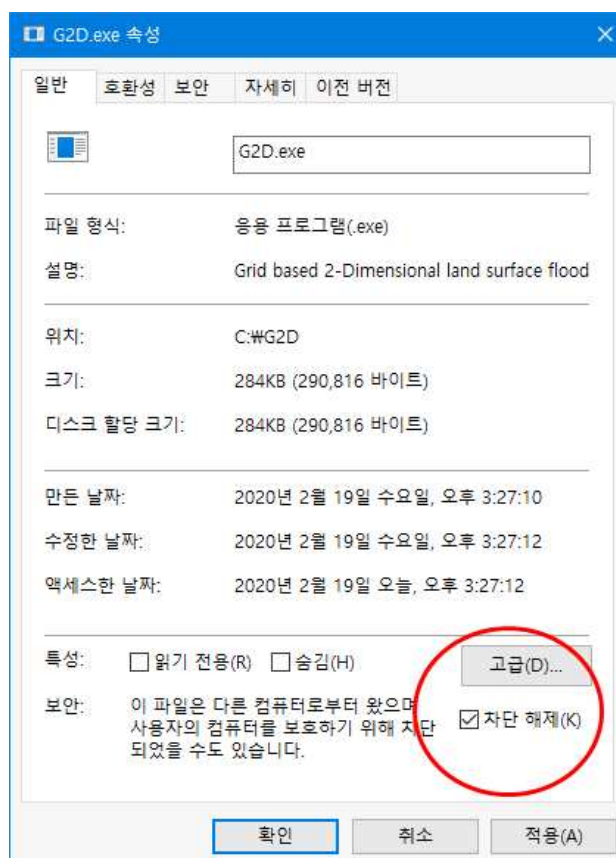 G2D.exe 속성
일반 호환성 보안 자세히 이전 버전
G2D.exe
파일 형식: 응용 프로그램(.exe)
설명: Grid based 2-Dimensional land surface flood
위치: C:₩G2D
크기: 284KB (290,816 바이트)
디스크 할당 크기: 284KB (290,816 바이트)
만든 날짜: 2020년 2월 19일 수요일, 오후 3:27:10
수정한 날짜: 2020년 2월 19일 수요일, 오후 3:27:12
액세스한 날짜: 2020년 2월 19일 오늘, 오후 3:27:12
특성: 읽기 전용(R) 숨김(H) 고급(D)...
보안: 이 파일은 다른 컴퓨터로부터 왔으며
사용자의 컴퓨터를 보호하기 위해 차단 차단 해제(K)
되었을 수도 있습니다.
확인 취소 적용(A)